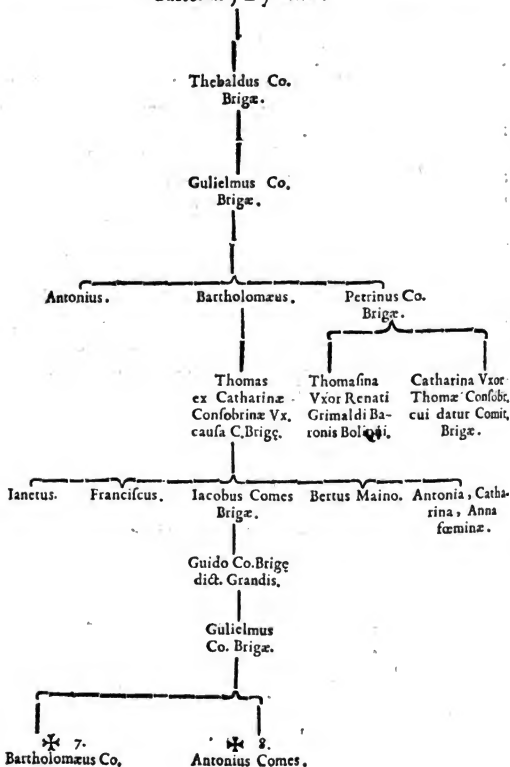 Thebaldus Co.
Brigæ.
Gulielmus Co.
Brigæ.
Antonius.
Bartholomæus.
Petrinus Co.
Brigæ.
Thomas
ex Catharinæ
Conſobrinæ Vx.
cauſa C.Brigę.
Thomaſina
Vxor Renati
Grimaldi Ba-
ronis
Catharina Vxor
Thomæ Conſobr.
cui datur Comit.
Brigæ.
Ianetus.
Franciſcus.
Iacobus Comes
Brigæ.
Bertus Maino.
Antonia, Catha-
rina, Anna
fœminæ.
Guido Co.Brigę
dict. Grandis.
Gulielmus
Co. Brigæ.
✠ 7.
Bartholomæus Co.
✠ 8.
Antonius Comes.